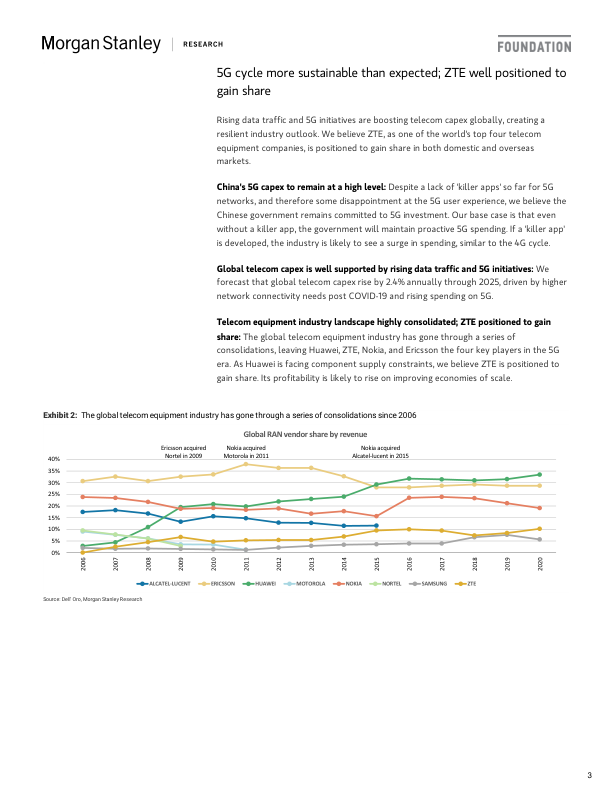 Morgan Stanley | RESEARCH
FOUNDATION
5G cycle more sustainable than expected; ZTE well positioned to
gain share
Rising data traffic and 5G initiatives are boosting telecom capex globally, creating a
resilient industry outlook. We believe ZTE, as one of the world's top four telecom
equipment companies, is positioned to gain share in both domestic and overseas
markets.
China's 5G capex to remain at a high level: Despite a lack of 'killer apps' so far for 5G
networks, and therefore some disappointment at the 5G user experience, we believe the
Chinese government remains committed to 5G investment. Our base case is that even
without a killer app, the government will maintain proactive 5G spending. If a 'killer app'
is developed, the industry is likely to see a surge in spending, similar to the 4G cycle.
Global telecom capex is well supported by rising data traffic and 5G initiatives: We
forecast that global telecom capex rise by 2.4% annually through 2025, driven by higher
network connectivity needs post COVID-19 and rising spending on 5G.
Telecom equipment industry landscape highly consolidated; ZTE positioned to gain
share: The global telecom equipment industry has gone through a series of
consolidations, leaving Huawei, ZTE, Nokia, and Ericsson the four key players in the 5G
era. As Huawei is facing component supply constraints, we believe ZTE is positioned to
gain share. Its profitability is likely to rise on improving economies of scale.
Exhibit 2: The global telecom equipment industry has gone through a series of consolidations since 2006
Global RAN vendor share by revenue
Ericsson acquired
Nortel in 2009
Nokia acquired
Motorola in 2011
Nokia acquired
Alcatel-lucent in 2015
40%
35%
30%
25%
20%
15%
10%
5%
0%
2006
2007
2008
2009
2010
2011
2012
2013
2014
2015
2016
2017
2018
2019
2020
ALCATEL-LUCENT
ERICSSON
HUAWEI
MOTOROLA
NOKIA
NORTEL
SAMSUNG
ZTE
Source: Dell' Oro, Morgan Stanley Research
3